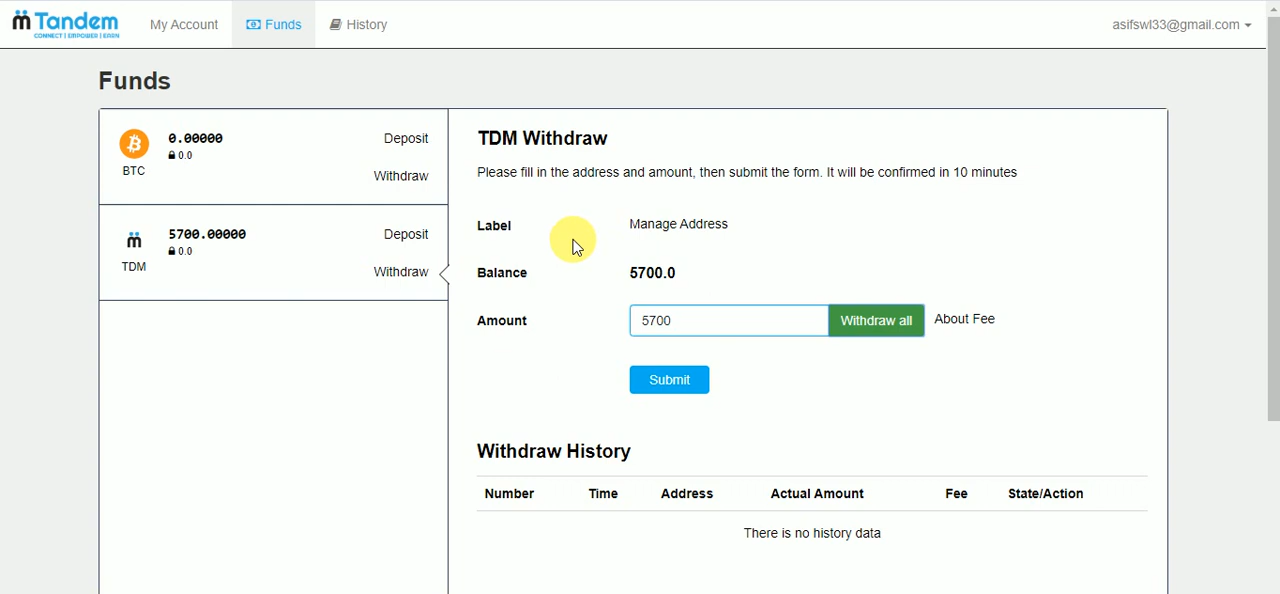 Tandem
CONNECT | EMPOWER | EARN
My Account
Funds
History
asifswl33@gmail.com
Funds
BTC
0.00000
0.0
Deposit
Withdraw
TDM
5700.00000
0.0
Deposit
Withdraw
TDM Withdraw
Please fill in the address and amount, then submit the form. It will be confirmed in 10 minutes
Label Manage Address
Balance 5700.0
Amount 5700 Withdraw all About Fee
Submit
Withdraw History
Number Time Address Actual Amount Fee State/Action
There is no history data